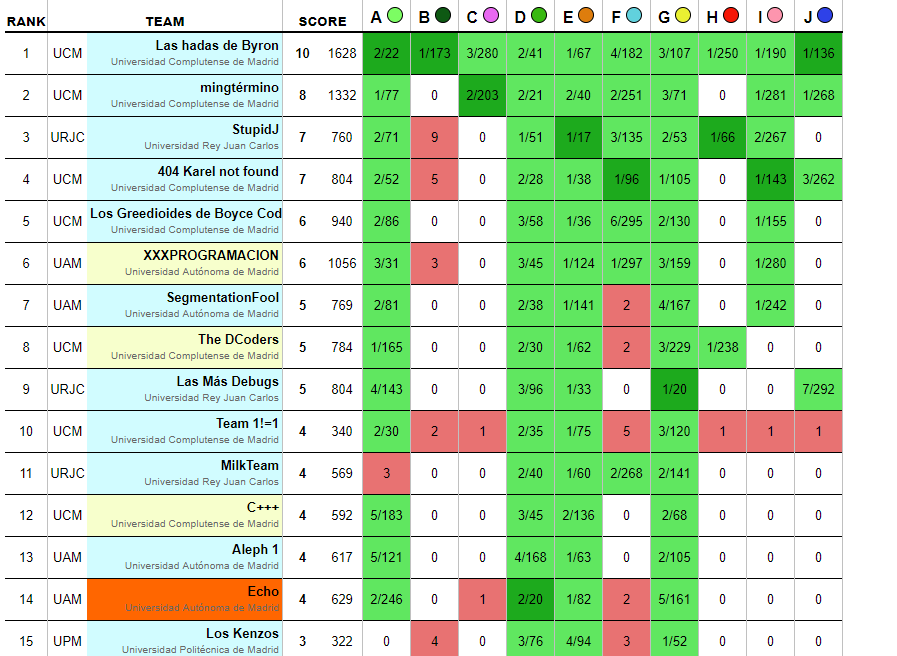 RANK TEAM SCORE A B C D E F G H I J
1 UCM Las hadas de Byron 10 1628 2/22 1/173 3/280 2/41 1/67 4/182 3/107 1/250 1/190 1/136
Universidad Complutense de Madrid
2 UCM mingtérmino 8 1332 1/77 0 2/203 2/21 2/40 2/251 3/71 0 1/281 1/268
Universidad Complutense de Madrid
3 URJC StupidJ 7 760 2/71 9 0 1/51 1/17 3/135 2/53 1/66 2/267 0
Universidad Rey Juan Carlos
4 UCM 404 Karel not found 7 804 2/52 5 0 2/28 1/38 1/96 1/105 0 1/143 3/262
Universidad Complutense de Madrid
5 UCM Los Greedioides de Boyce Cod 6 940 2/86 0 0 3/58 1/36 6/295 2/130 0 1/155 0
Universidad Complutense de Madrid
6 UAM XXXPROGRAMACION 6 1056 3/31 3 0 3/45 1/124 1/297 3/159 0 1/280 0
Universidad Autónoma de Madrid
7 UAM SegmentationFool 5 769 2/81 0 0 2/38 1/141 2 4/167 0 1/242 0
Universidad Autónoma de Madrid
8 UCM The DCoders 5 784 1/165 0 0 2/30 1/62 2 3/229 1/238 0 0
Universidad Complutense de Madrid
9 URJC Las Más Debugs 5 804 4/143 0 0 3/96 1/33 0 1/20 0 0 7/292
Universidad Rey Juan Carlos
10 UCM Team 1!=1 4 340 2/30 2 1 2/35 1/75 5 3/120 1 1 1
Universidad Complutense de Madrid
11 URJC MilkTeam 4 569 3 0 0 2/40 1/60 2/268 2/141 0 0 0
Universidad Rey Juan Carlos
12 UCM C+++ 4 592 5/183 0 0 3/45 2/136 0 2/68 0 0 0
Universidad Complutense de Madrid
13 UAM Aleph 1 4 617 5/121 0 0 4/168 1/63 0 2/105 0 0 0
Universidad Autónoma de Madrid
14 UAM Echo 4 629 2/246 0 1 2/20 1/82 2 5/161 0 0 0
Universidad Autónoma de Madrid
15 UPM Los Kenzos 3 322 0 4 0 3/76 4/94 3 1/52 0 0 0
Universidad Politécnica de Madrid